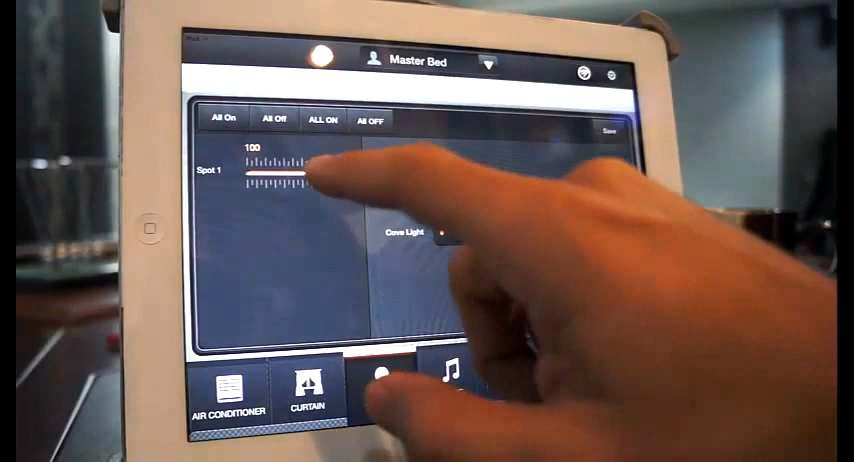 iPad
Master Bed
All On All Off ALL ON All OFF
Save
100
Spot 1
Cove Light
AIR CONDITIONER
CURTAIN